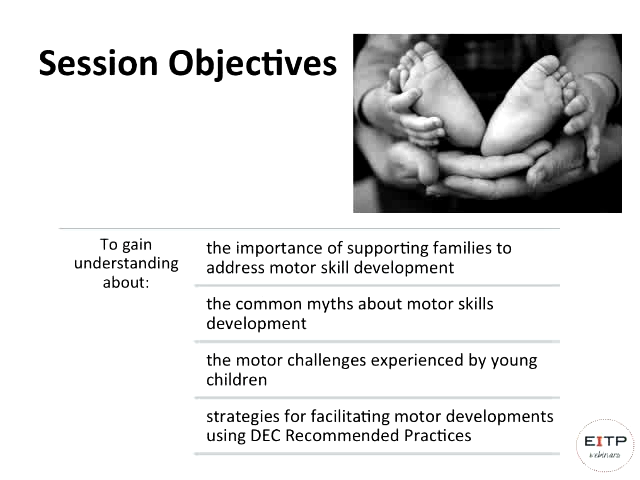 Session Objectives
To gain
understanding
about:
the importance of supporting families to
address motor skill development
the common myths about motor skills
development
the motor challenges experienced by young
children
strategies for facilitating motor developments
using DEC Recommended Practices
EITP
webinars